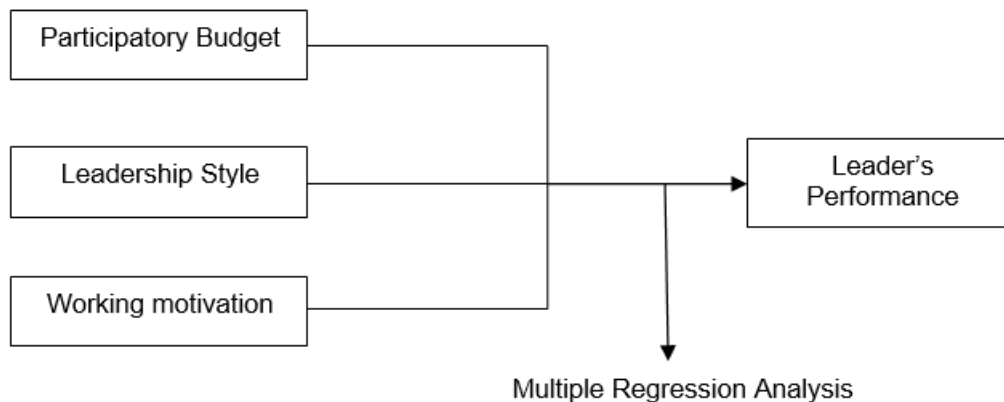 Participatory Budget
Leadership Style
Leader’s
Performance
Working motivation
Multiple Regression Analysis